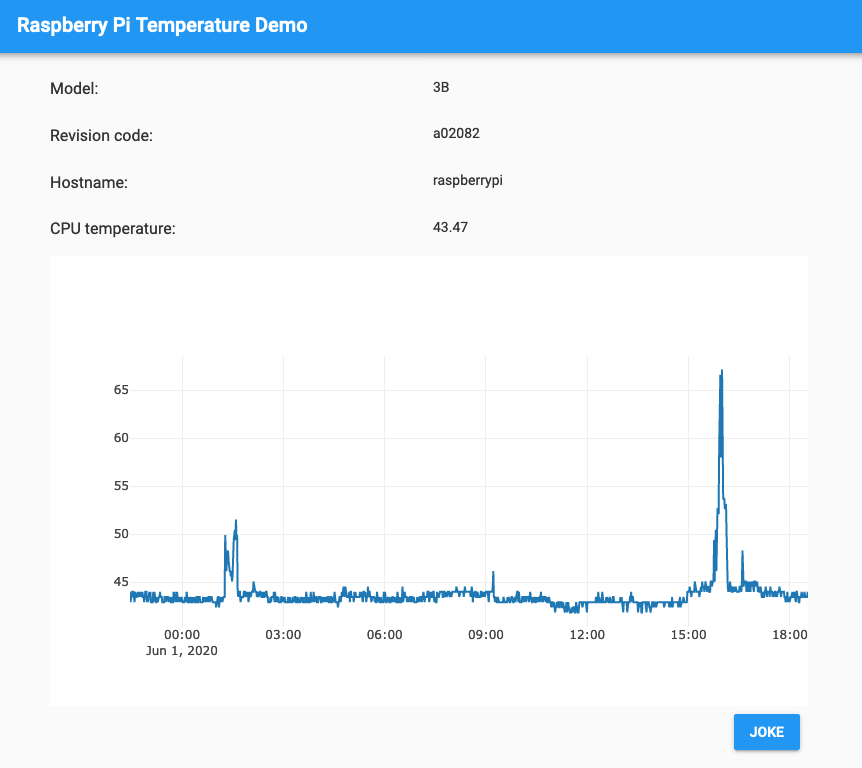 Raspberry Pi Temperature Demo
Model: 3B
Revision code: a02082
Hostname: raspberrypi
CPU temperature: 43.47
65
60
55
50
45
00:00 03:00 06:00 09:00 12:00 15:00 18:00
Jun 1, 2020
JOKE